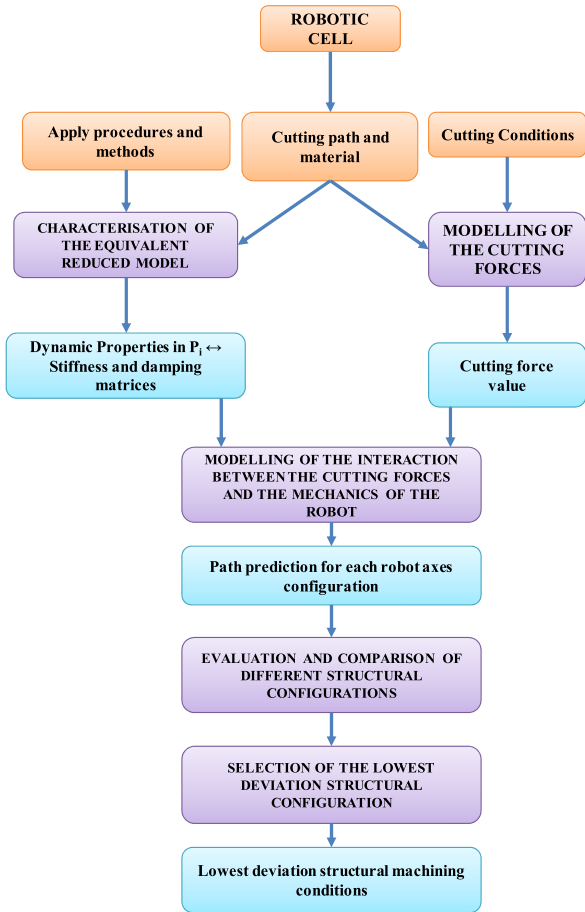 ROBOTIC
CELL
Apply procedures and
methods
Cutting path and
material
Cutting Conditions
CHARACTERISATION OF
THE EQUIVALENT
REDUCED MODEL
MODELLING OF
THE CUTTING
FORCES
Dynamic Properties in Pi ↔
Stiffness and damping
matrices
Cutting force
value
MODELLING OF THE INTERACTION
BETWEEN THE CUTTING FORCES
AND THE MECHANICS OF THE
ROBOT
Path prediction for each robot axes
configuration
EVALUATION AND COMPARISON OF
DIFFERENT STRUCTURAL
CONFIGURATIONS
SELECTION OF THE LOWEST
DEVIATION STRUCTURAL
CONFIGURATION
Lowest deviation structural machining
conditions